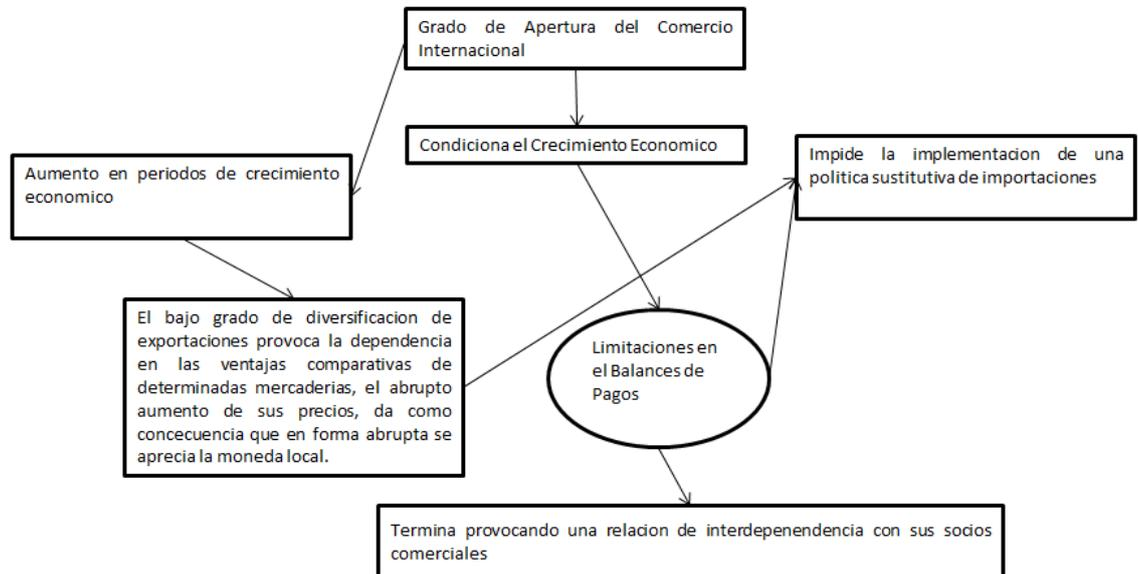 Grado de Apertura del Comercio
Internacional
Condiciona el Crecimiento Economico
Impide la implementacion de una
politica sustitutiva de importaciones
Aumento en periodos de crecimiento
economico
El bajo grado de diversificacion de
exportaciones provoca la dependencia
en las ventajas comparativas de
determinadas mercaderias, el abrupto
aumento de sus precios, da como
concecuencia que en forma abrupta se
aprecia la moneda local.
Limitaciones en
el Balances de
Pagos
Termina provocando una relacion de interdepenendencia con sus socios
comerciales